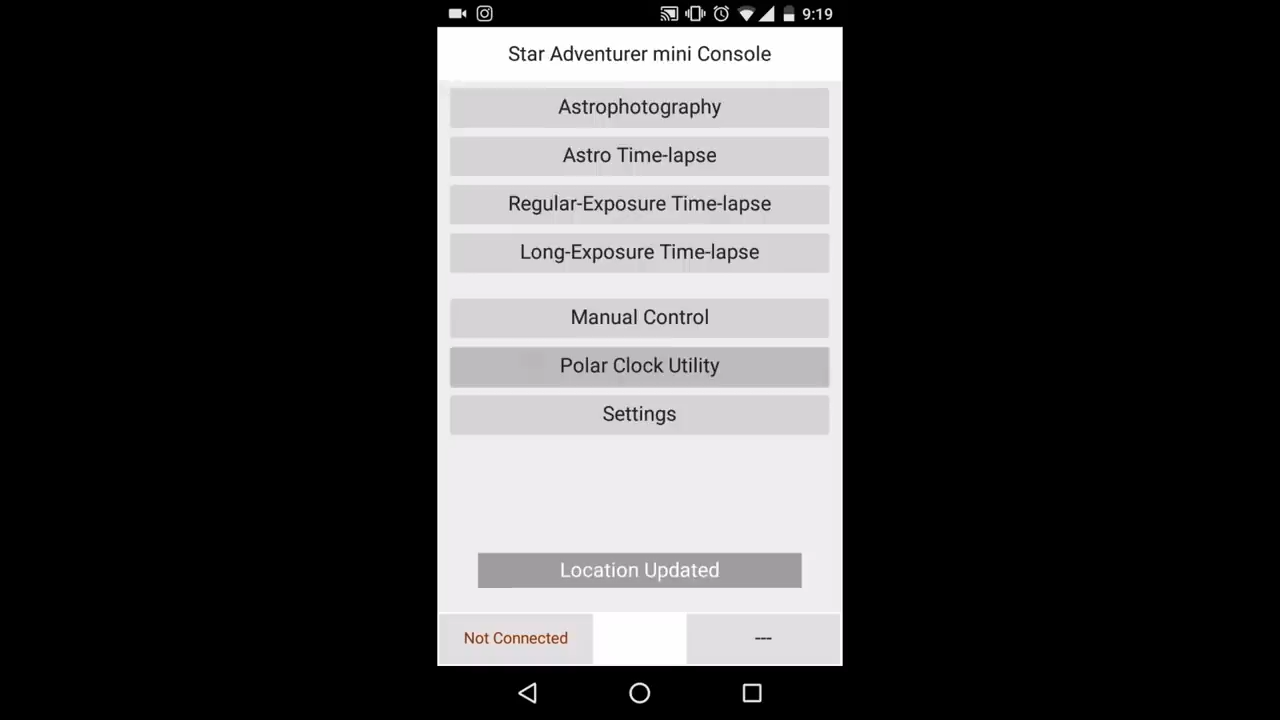 9:19
Star Adventurer mini Console
Astrophotography
Astro Time-lapse
Regular-Exposure Time-lapse
Long-Exposure Time-lapse
Manual Control
Polar Clock Utility
Settings
Location Updated
Not Connected
---